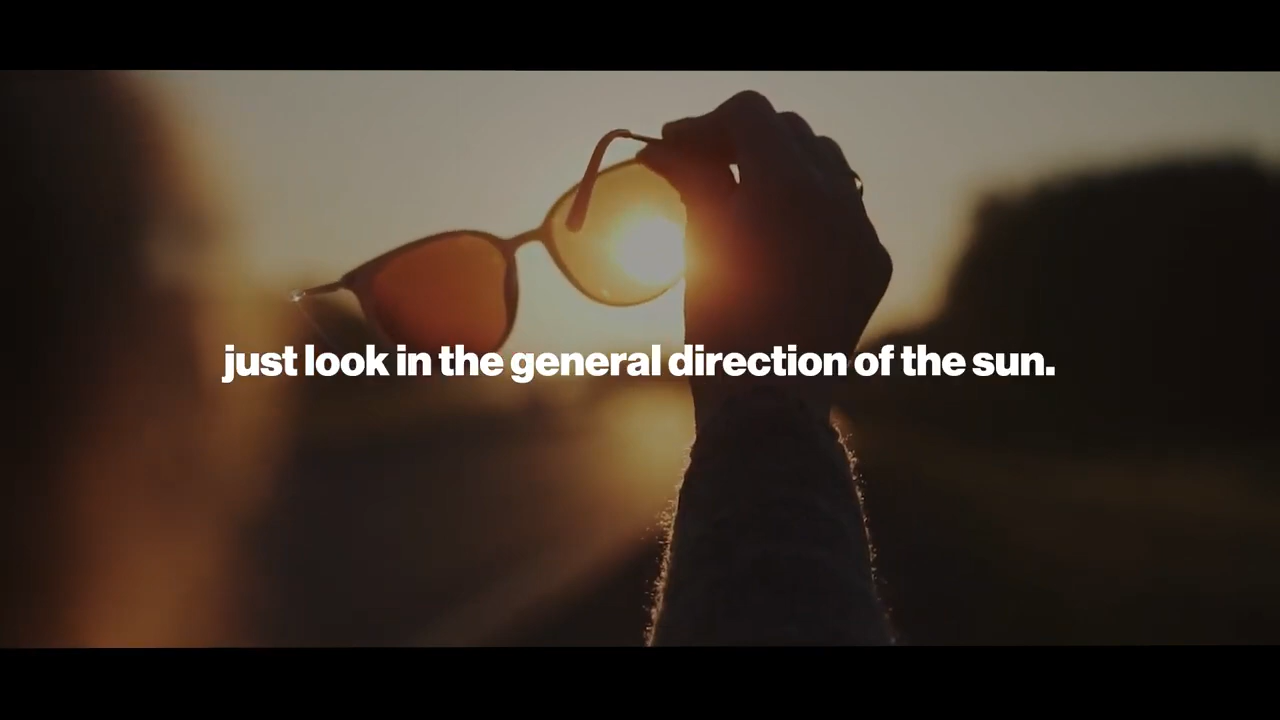 just look in the general direction of the sun.